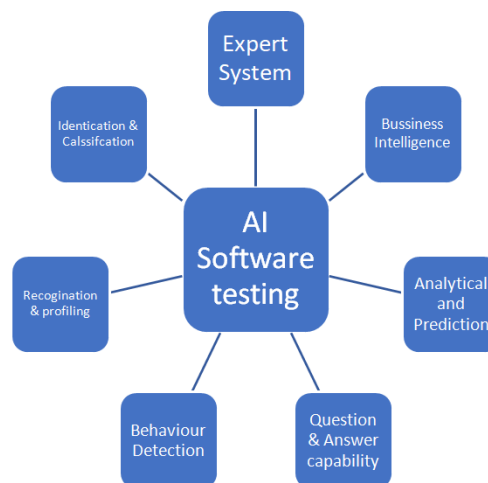 Expert
System
Identication &
Calssifcation
Bussiness
Intelligence
AI
Software
testing
Recogination
& profiling
Analytical
and
Prediction
Behaviour
Detection
Question
& Answer
capability